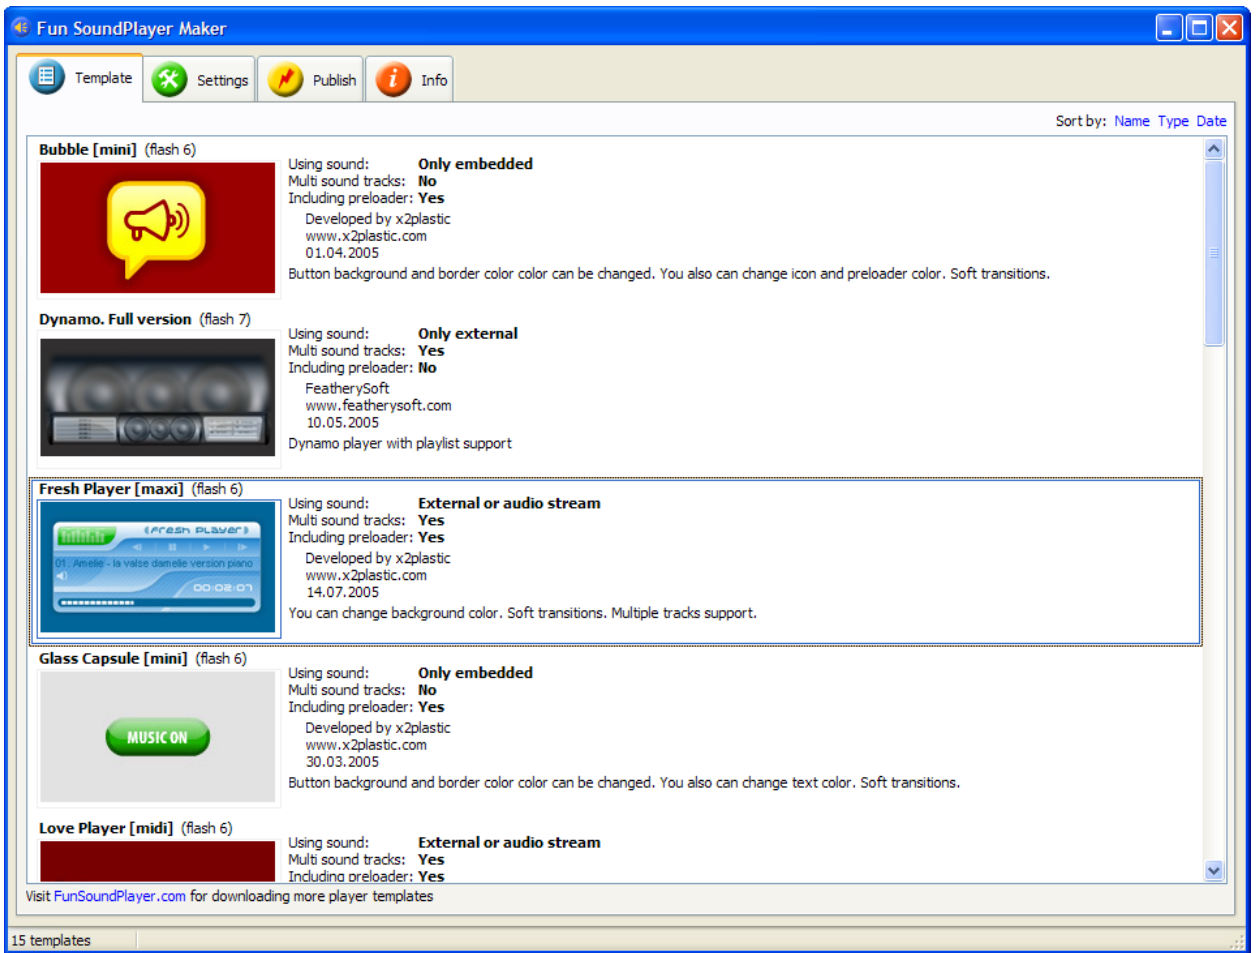 Fun SoundPlayer Maker
Template Settings Publish Info
Sort by: Name Type Date
Bubble [mini] (flash 6)
Using sound: Only embedded
Multi sound tracks: No
Including preloader: Yes
Developed by x2plastic
www.x2plastic.com
01.04.2005
Button background and border color color can be changed. You also can change icon and preloader color. Soft transitions.
Dynamo. Full version (flash 7)
Using sound: Only external
Multi sound tracks: Yes
Including preloader: No
FeatherySoft
www.featherysoft.com
10.05.2005
Dynamo player with playlist support
Fresh Player [maxi] (flash 6)
(Fresh Player)
01. Amelie - la valse damelie version piano
00:02:07
Using sound: External or audio stream
Multi sound tracks: Yes
Including preloader: Yes
Developed by x2plastic
www.x2plastic.com
14.07.2005
You can change background color. Soft transitions. Multiple tracks support.
Glass Capsule [mini] (flash 6)
MUSIC ON
Using sound: Only embedded
Multi sound tracks: No
Including preloader: Yes
Developed by x2plastic
www.x2plastic.com
30.03.2005
Button background and border color color can be changed. You also can change text color. Soft transitions.
Love Player [midi] (flash 6)
Using sound: External or audio stream
Multi sound tracks: Yes
Including preloader: Yes
Visit FunSoundPlayer.com for downloading more player templates
15 templates